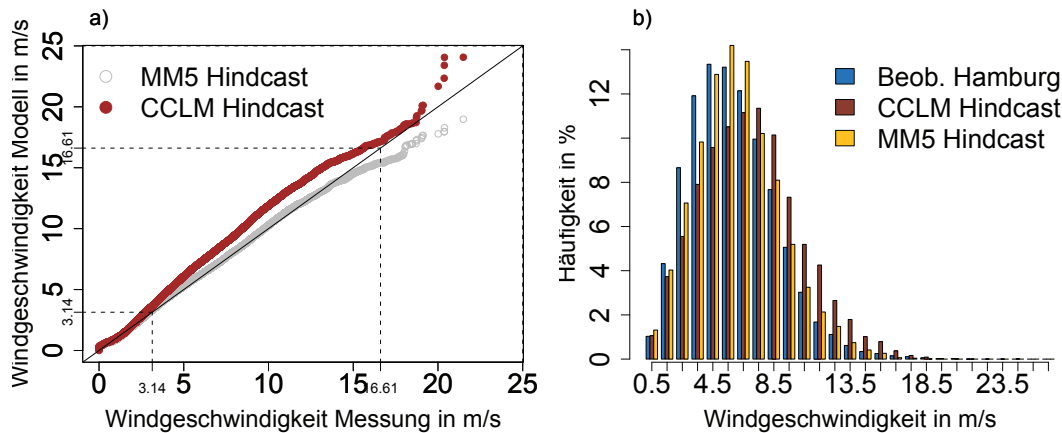 a)
Windgeschwindigkeit Modell in m/s
25
20
15
10
5
0
16.61
3.14
MM5 Hindcast
CCLM Hindcast
0
5
10
15
20
25
3.14
16.61
Windgeschwindigkeit Messung in m/s
b)
Häufigkeit in %
12
10
8
6
4
2
0
Beob. Hamburg
CCLM Hindcast
MM5 Hindcast
0.5
4.5
8.5
13.5
18.5
23.5
Windgeschwindigkeit in m/s